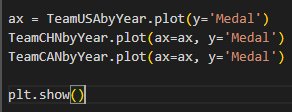 ax = TeamUSAbyYear.plot(y='Medal')
TeamCHNbyYear.plot(ax=ax, y='Medal')
TeamCANbyYear.plot(ax=ax, y='Medal')
plt.show()